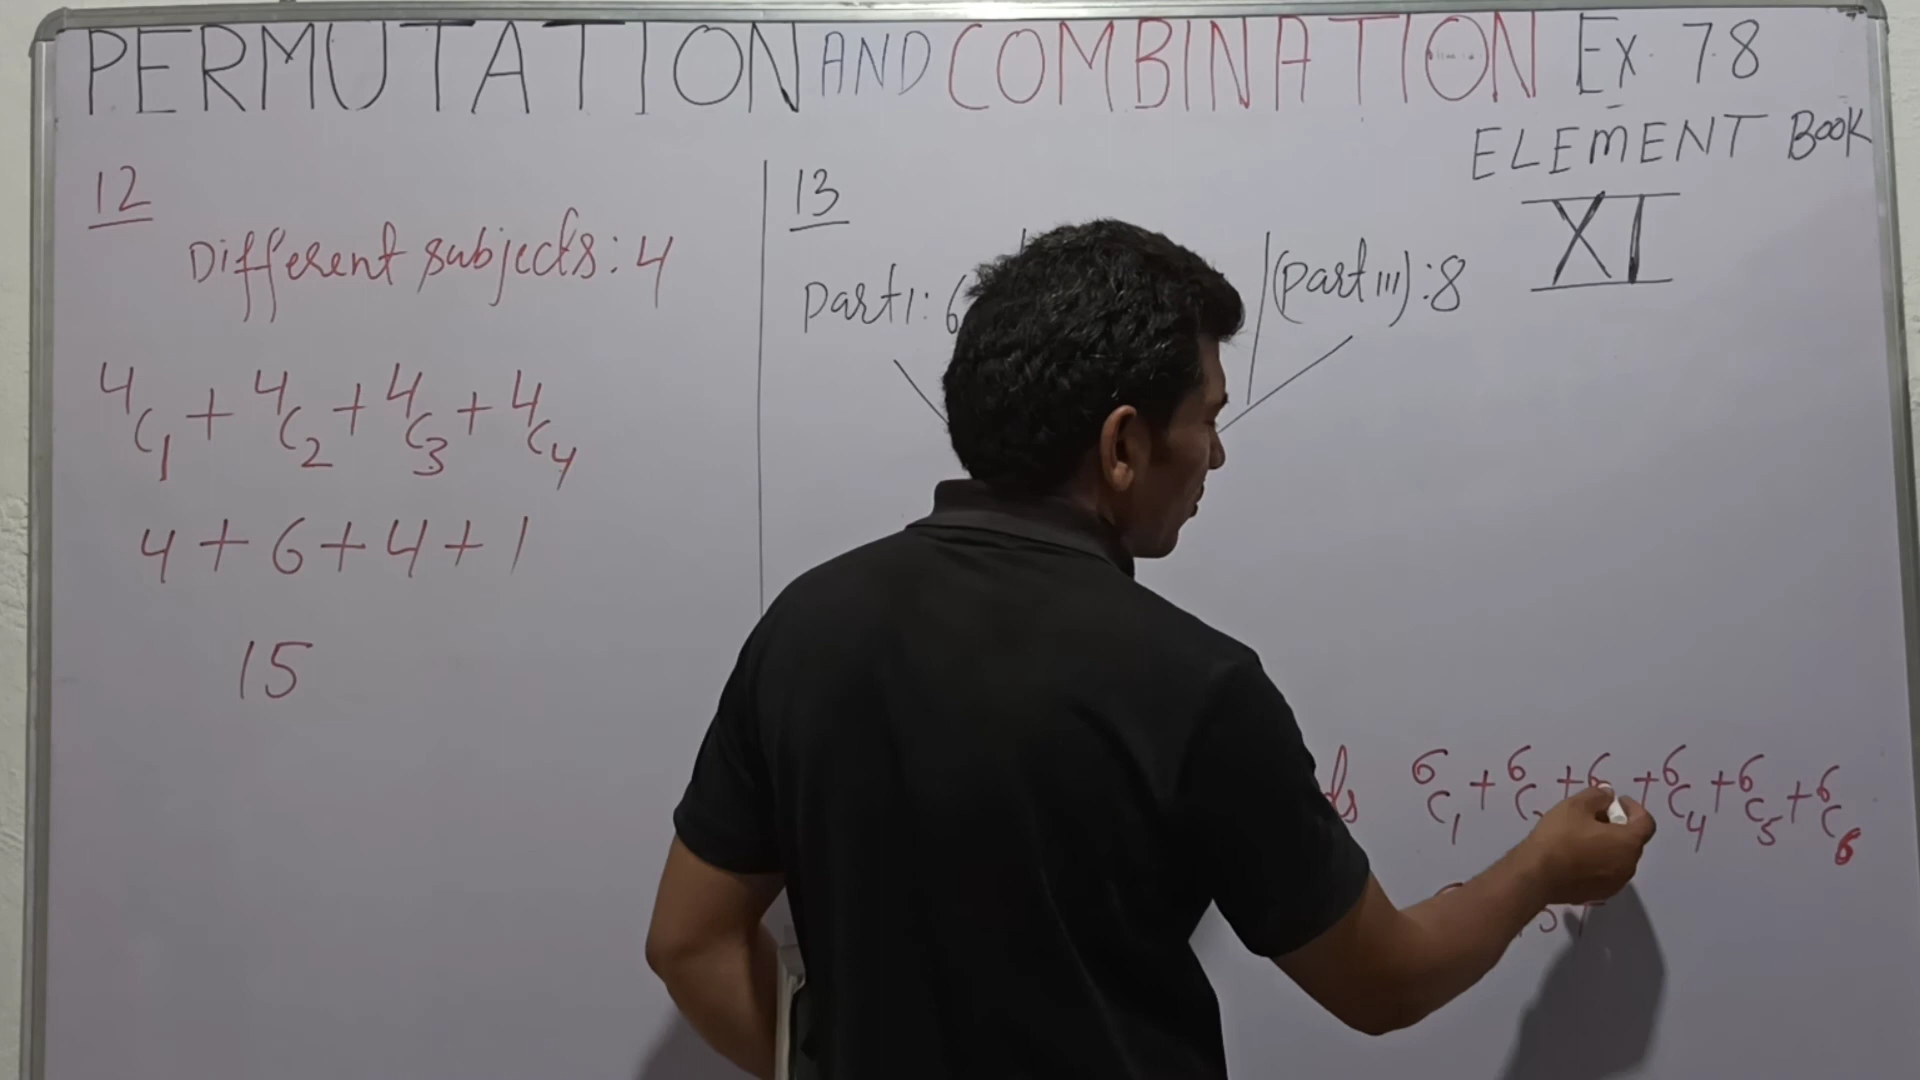 PERMUTATION AND COMBINATION Ex. 7.8
ELEMENT BOOK
XI
12
Different subjects: 4
4C1 + 4C2 + 4C3 + 4C4
4 + 6 + 4 + 1
15
13
Part I: 6
(Part III): 8
6C1 + 6C2 + 6 + 6C4 + 6C5 + 6C6